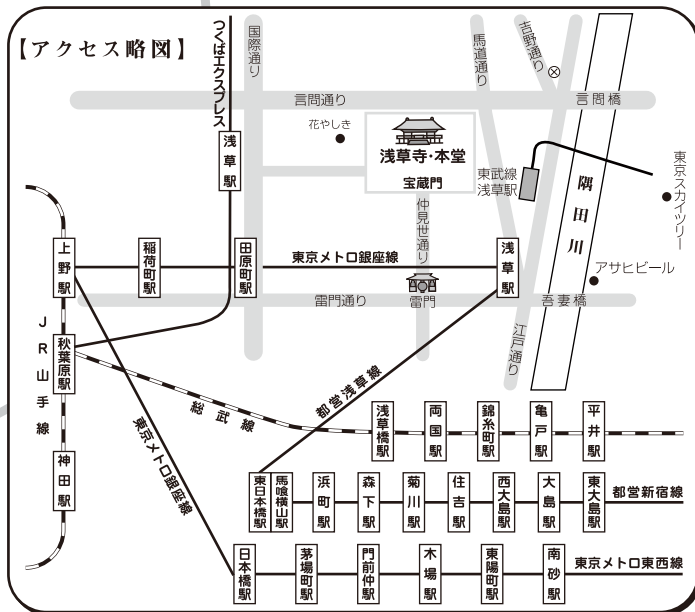 【アクセス略図】
つくばエクスプレス
国際通り
馬道通り
吉野通り
言問通り
言問橋
花やしき
浅草寺・本堂
宝蔵門
浅草駅
東武線
浅草駅
隅田川
東京スカイツリー
仲見世通り
上野駅
稲荷町駅
田原町駅
東京メトロ銀座線
浅草駅
アサヒビール
雷門通り
雷門
吾妻橋
JR山手線
秋葉原駅
江戸通り
総武線
都営浅草線
東京メトロ銀座線
浅草橋駅
両国駅
錦糸町駅
亀戸駅
平井駅
神田駅
東日本橋駅
馬喰横山駅
浜町駅
森下駅
菊川駅
住吉駅
西大島駅
大島駅
東大島駅
都営新宿線
日本橋駅
茅場町駅
門前仲駅
木場駅
東陽町駅
南砂駅
東京メトロ東西線